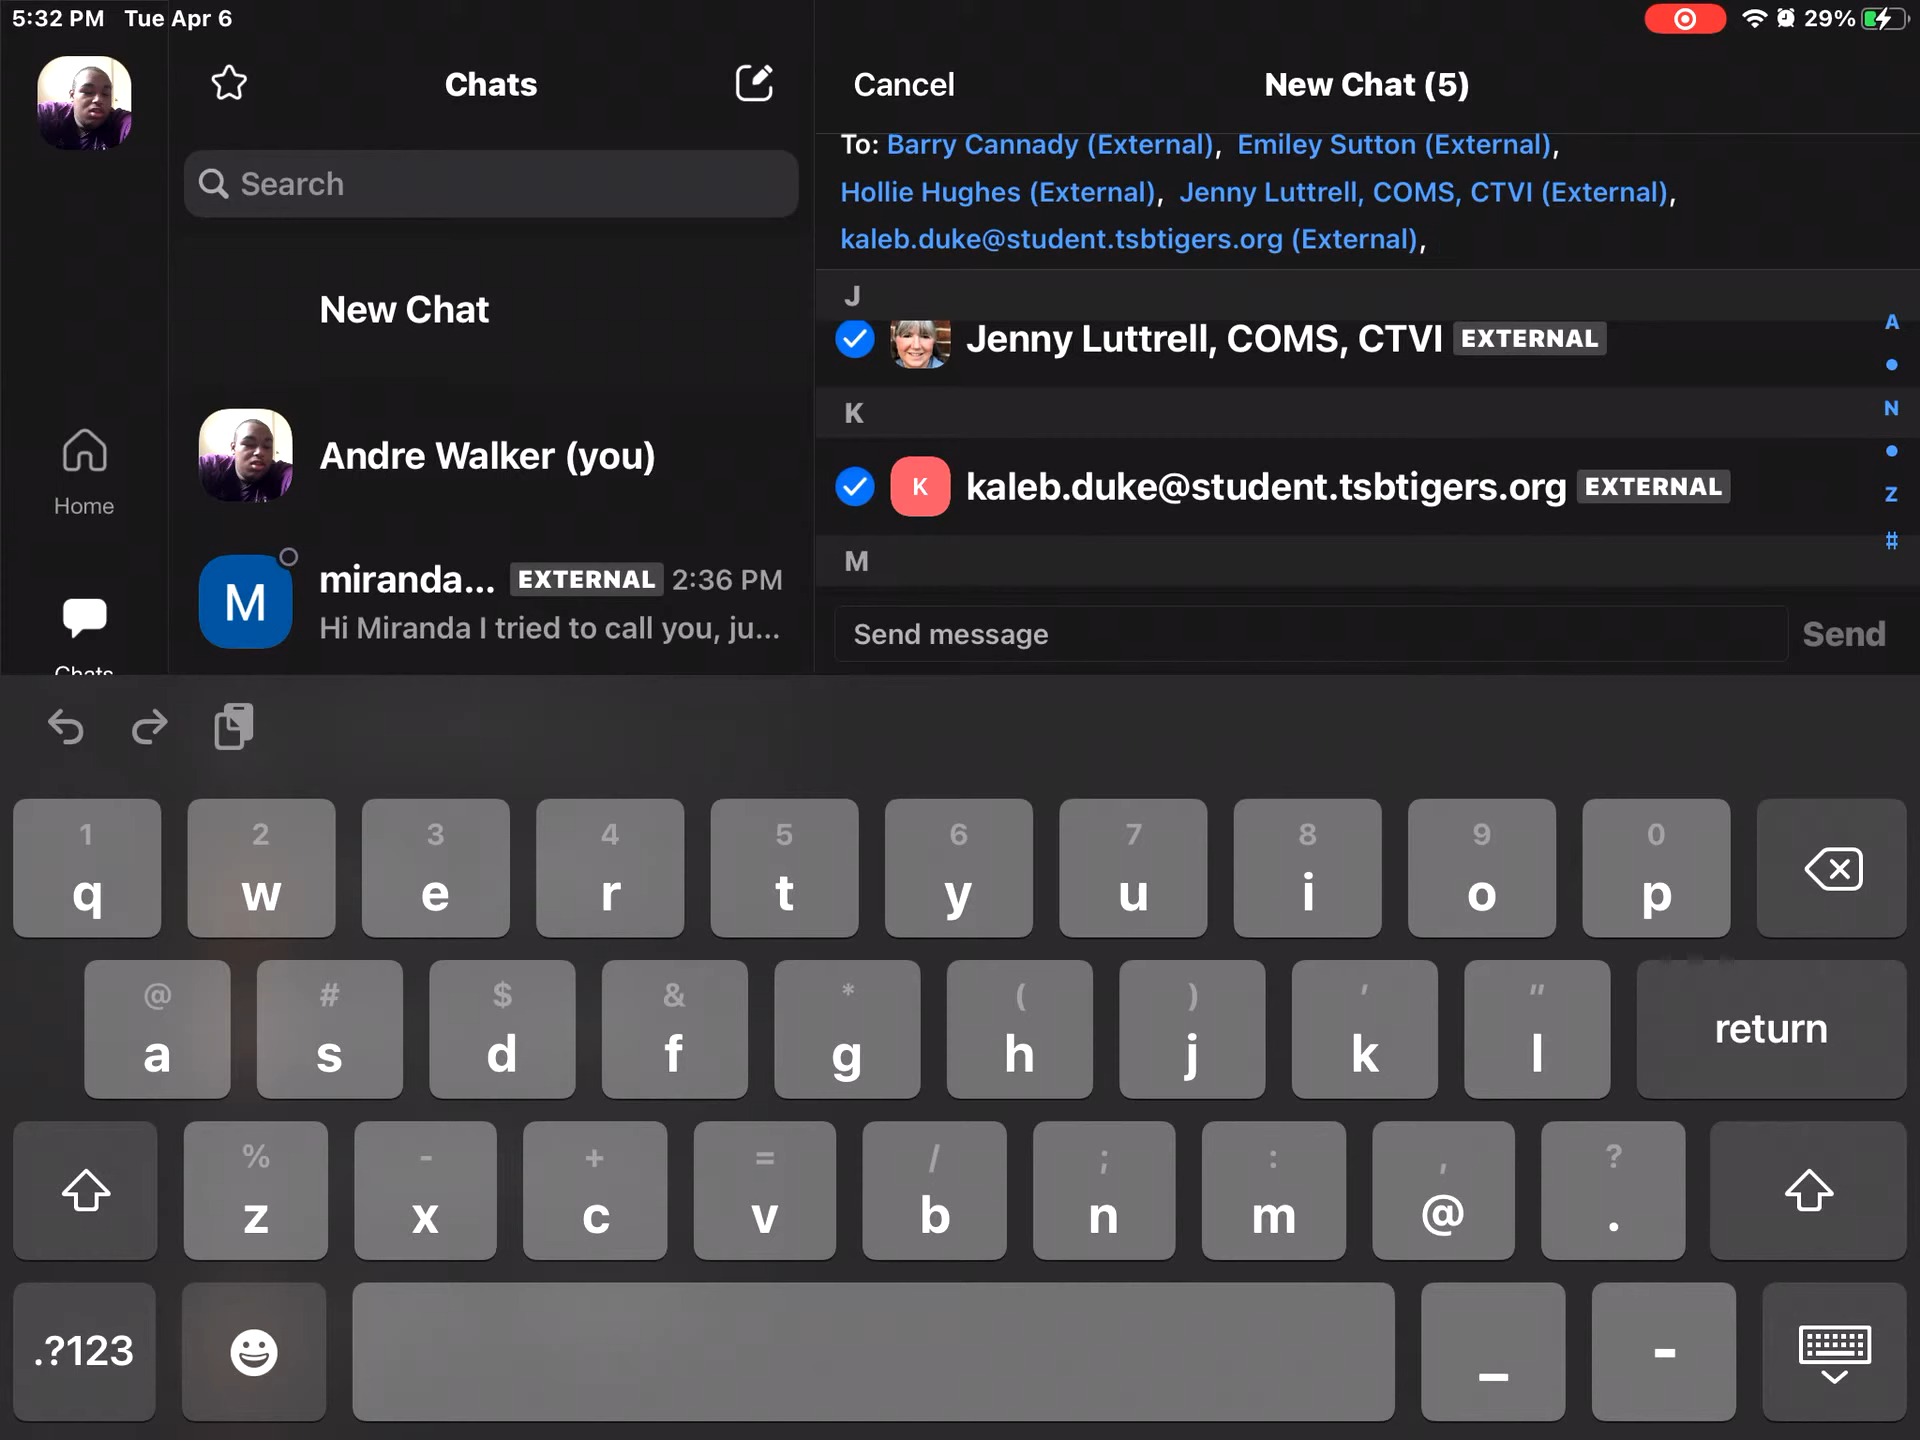 5:32 PM Tue Apr 6
29%
Chats
Search
New Chat
Andre Walker (you)
miranda... EXTERNAL 2:36 PM
Hi Miranda I tried to call you, ju...
Home
Chats
Cancel
New Chat (5)
To: Barry Cannady (External), Emiley Sutton (External),
Hollie Hughes (External), Jenny Luttrell, COMS, CTVI (External),
kaleb.duke@student.tsbtigers.org (External),
J
Jenny Luttrell, COMS, CTVI EXTERNAL
K
K kaleb.duke@student.tsbtigers.org EXTERNAL
M
A
N
Z
#
M
Send message Send
1 2 3 4 5 6 7 8 9 0
q w e r t y u i o p
@ # $ & * ( ) ' "
a s d f g h j k l return
% - + = / ; : , ?
z x c v b n m @ .
.?123 _ -